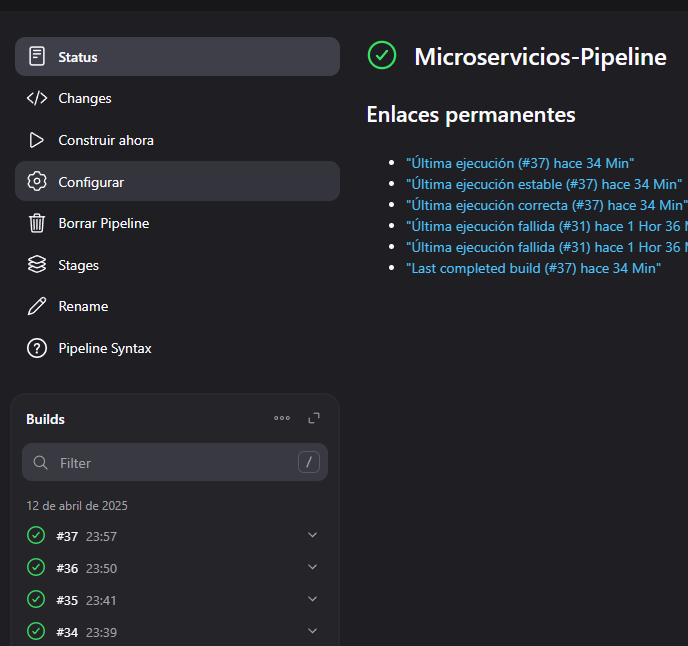 Status
Changes
Construir ahora
Configurar
Borrar Pipeline
Stages
Rename
Pipeline Syntax
Builds
Filter
/
12 de abril de 2025
#37 23:57
#36 23:50
#35 23:41
#34 23:39
Microservicios-Pipeline
Enlaces permanentes
"Última ejecución (#37) hace 34 Min"
"Última ejecución estable (#37) hace 34 Min"
"Última ejecución correcta (#37) hace 34 Min"
"Última ejecución fallida (#31) hace 1 Hor 36
"Última ejecución fallida (#31) hace 1 Hor 36
"Last completed build (#37) hace 34 Min"